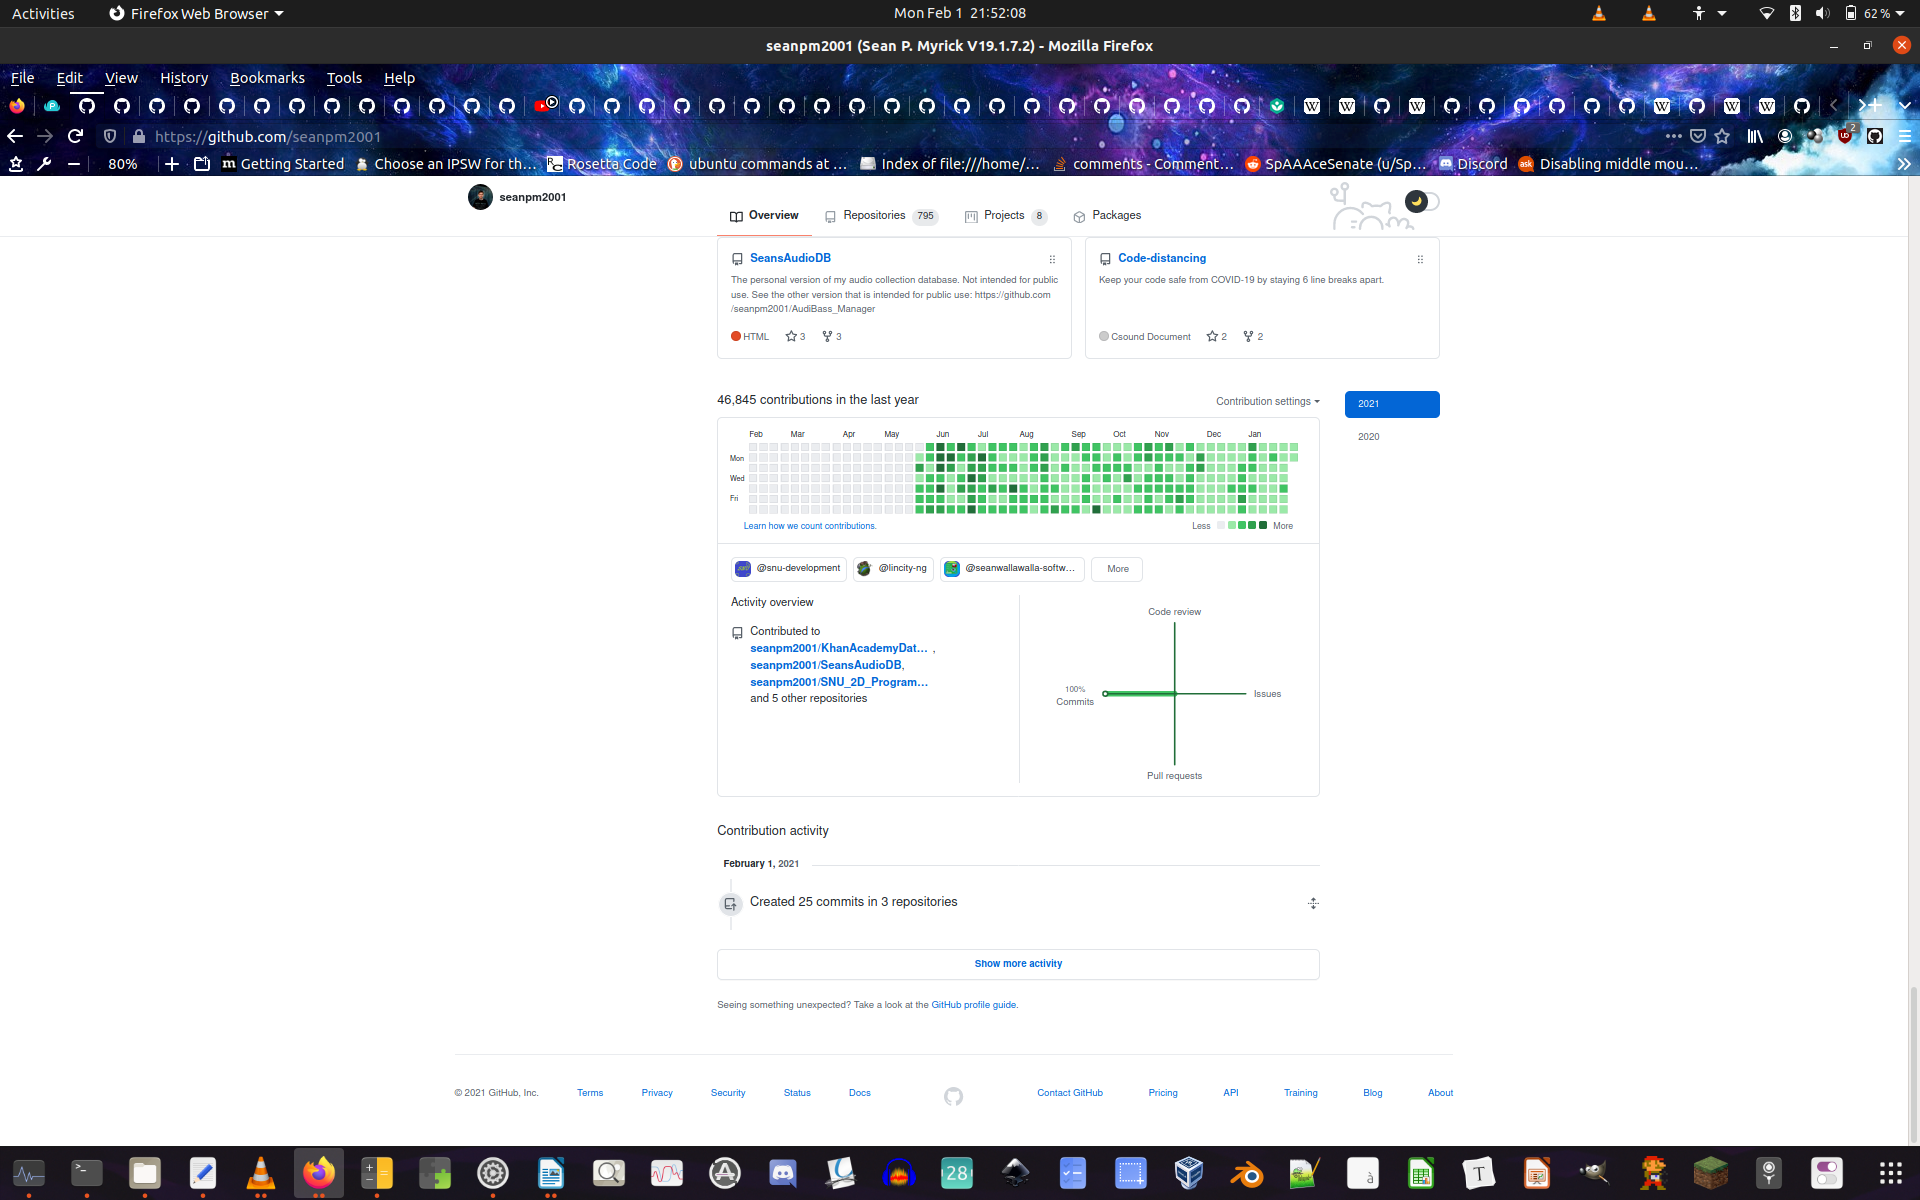 Activities
Firefox Web Browser
Mon Feb 1 21:52:08
62 %
seanpm2001 (Sean P. Myrick V19.1.7.2) - Mozilla Firefox
File Edit View History Bookmarks Tools Help
https://github.com/seanpm2001
2
80%
Getting Started
Choose an IPSW for th…
Rosetta Code
ubuntu commands at …
Index of file:///home/…
comments - Comment…
SpAAAceSenate (u/Sp…
Discord
Disabling middle mou…
seanpm2001
Overview
Repositories 795
Projects 8
Packages
SeansAudioDB
The personal version of my audio collection database. Not intended for public
use. See the other version that is intended for public use: https://github.com
/seanpm2001/AudiBass_Manager
HTML 3 3
Code-distancing
Keep your code safe from COVID-19 by staying 6 line breaks apart.
Csound Document 2 2
46,845 contributions in the last year
Contribution settings
2021
2020
Feb Mar Apr May Jun Jul Aug Sep Oct Nov Dec Jan
Mon
Wed
Fri
Learn how we count contributions.
Less More
@snu-development
@lincity-ng
@seanwallawalla-softw…
More
Activity overview
Contributed to
seanpm2001/KhanAcademyDat… ,
seanpm2001/SeansAudioDB,
seanpm2001/SNU_2D_Program…
and 5 other repositories
Code review
100%
Commits
Issues
Pull requests
Contribution activity
February 1, 2021
Created 25 commits in 3 repositories
Show more activity
Seeing something unexpected? Take a look at the GitHub profile guide.
© 2021 GitHub, Inc. Terms Privacy Security Status Docs Contact GitHub Pricing API Training Blog About
28